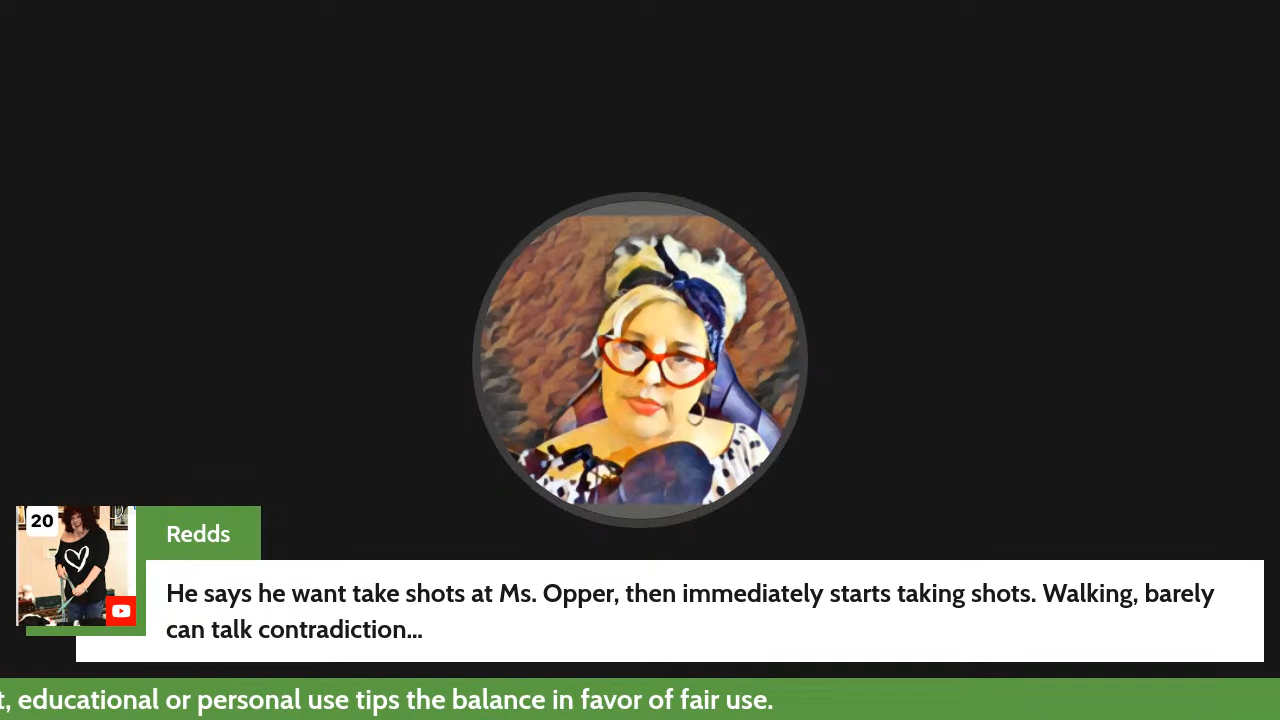 20
Redds
He says he want take shots at Ms. Opper, then immediately starts taking shots. Walking, barely
can talk contradiction...
t, educational or personal use tips the balance in favor of fair use.